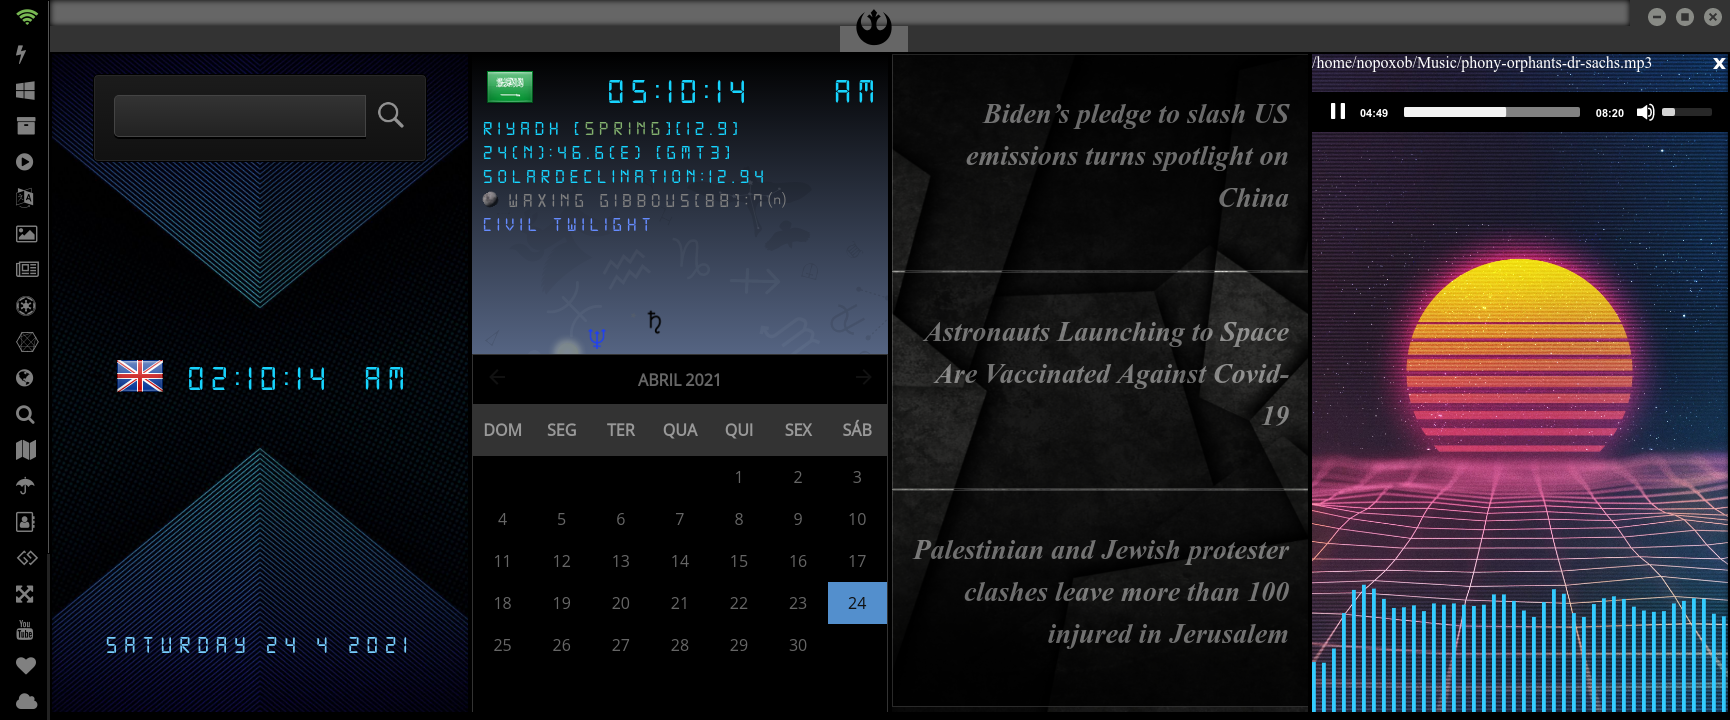 02:10:14 AM
SATURDAY 24 4 2021
05:10:14 AM
RIYADH [SPRING][12.9]
24(N):46.6(E) [GMT3]
SOLARDECLINATION:12.94
WAXING GIBBOUS[88]:7(n)
CIVIL TWILIGHT
ABRIL 2021
DOM SEG TER QUA QUI SEX SÁB
1 2 3
4 5 6 7 8 9 10
11 12 13 14 15 16 17
18 19 20 21 22 23 24
25 26 27 28 29 30
Biden’s pledge to slash US
emissions turns spotlight on
China
Astronauts Launching to Space
Are Vaccinated Against Covid-
19
Palestinian and Jewish protester
clashes leave more than 100
injured in Jerusalem
/home/nopoxob/Music/phony-orphants-dr-sachs.mp3 x
04:49 08:20
You
Tube